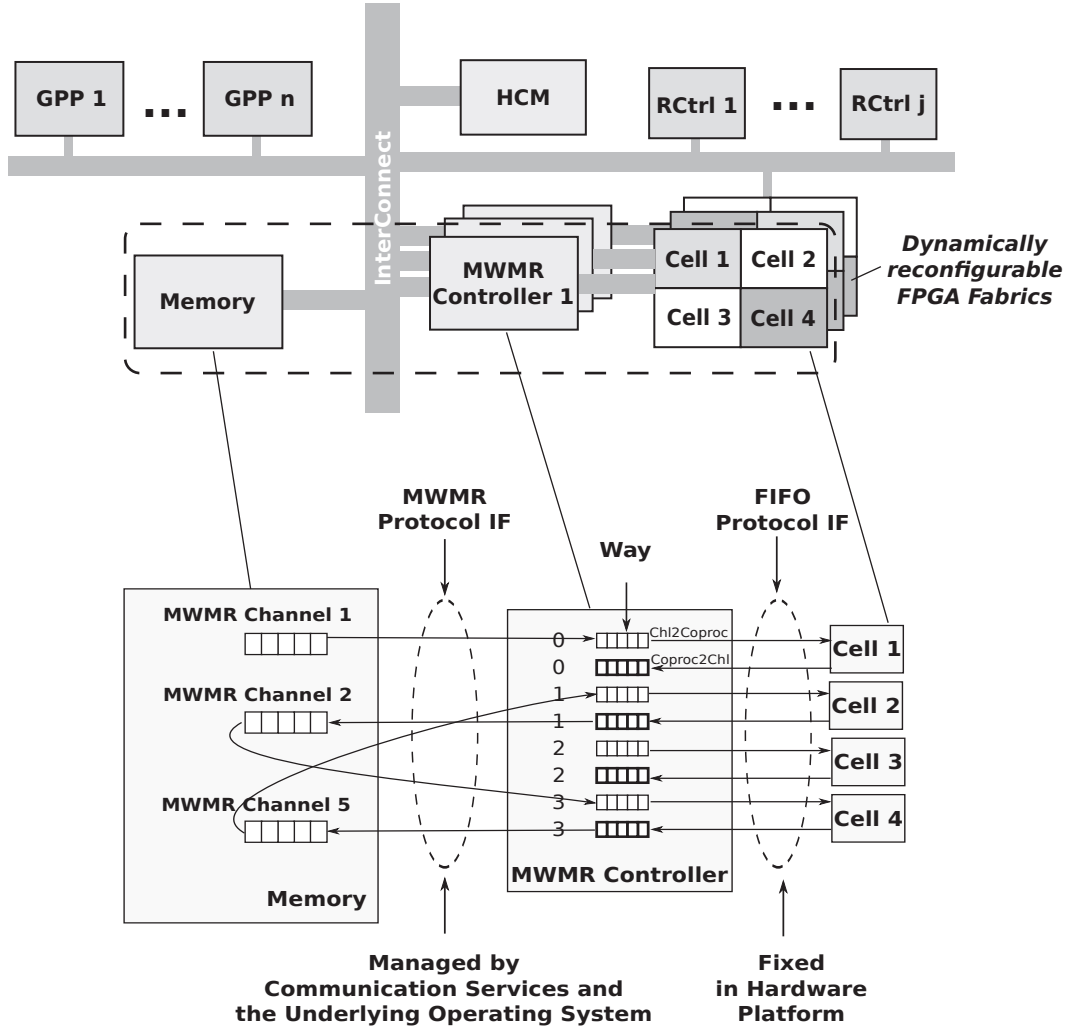 GPP 1
...
GPP n
HCM
RCtrl 1
...
RCtrl j
InterConnect
Memory
MWMR
Controller 1
Cell 1
Cell 2
Cell 3
Cell 4
Dynamically
reconfigurable
FPGA Fabrics
MWMR
Protocol IF
Way
FIFO
Protocol IF
MWMR Channel 1
MWMR Channel 2
MWMR Channel 5
Memory
0
0
1
1
2
2
3
3
Chl2Coproc
Coproc2Chl
MWMR Controller
Cell 1
Cell 2
Cell 3
Cell 4
Managed by
Communication Services and
the Underlying Operating System
Fixed
in Hardware
Platform